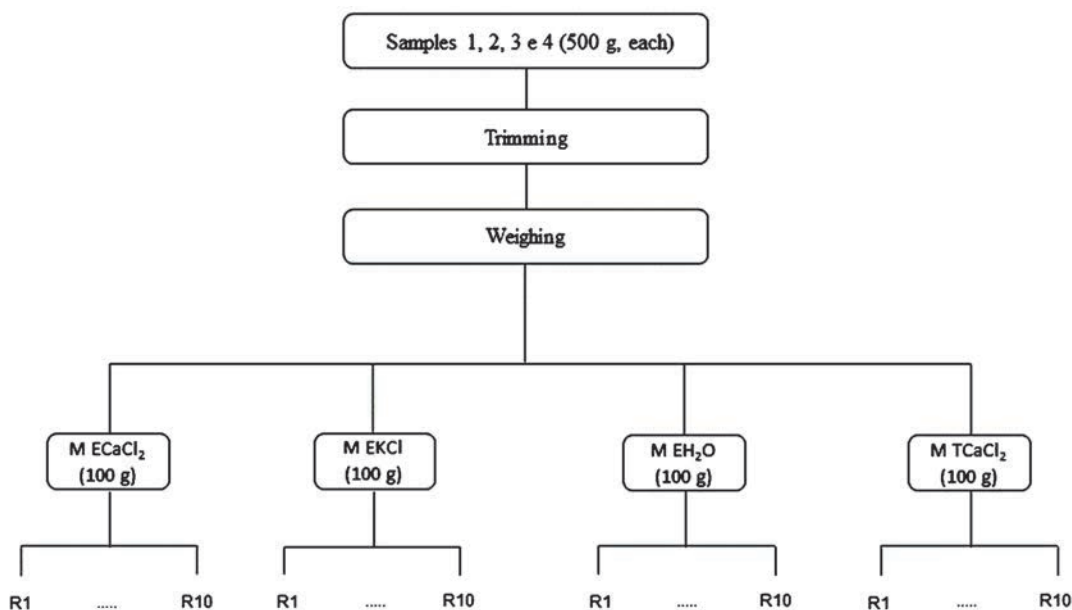 Samples 1, 2, 3 e 4 (500 g, each)
Trimming
Weighing
M ECaCl₂
(100 g)
M EKCl
(100 g)
M EH₂O
(100 g)
M TCaCl₂
(100 g)
R1 ..... R10
R1 ..... R10
R1 ..... R10
R1 ..... R10